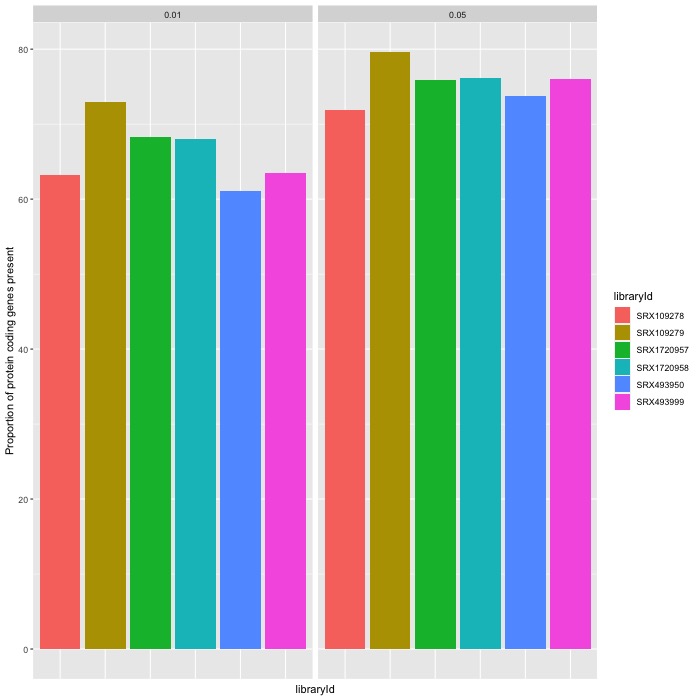 0.01
0.05
Proportion of protein coding genes present
80
60
40
20
0
libraryId
libraryId
SRX109278
SRX109279
SRX1720957
SRX1720958
SRX493950
SRX493999